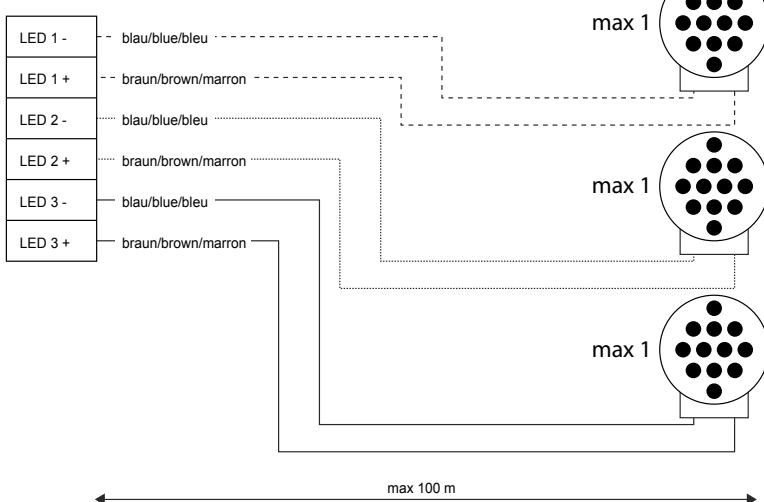 max 1
LED 1 - blau/blue/bleu
LED 1 + braun/brown/marron
LED 2 - blau/blue/bleu
LED 2 + braun/brown/marron
max 1
LED 3 - blau/blue/bleu
LED 3 + braun/brown/marron
max 1
max 100 m